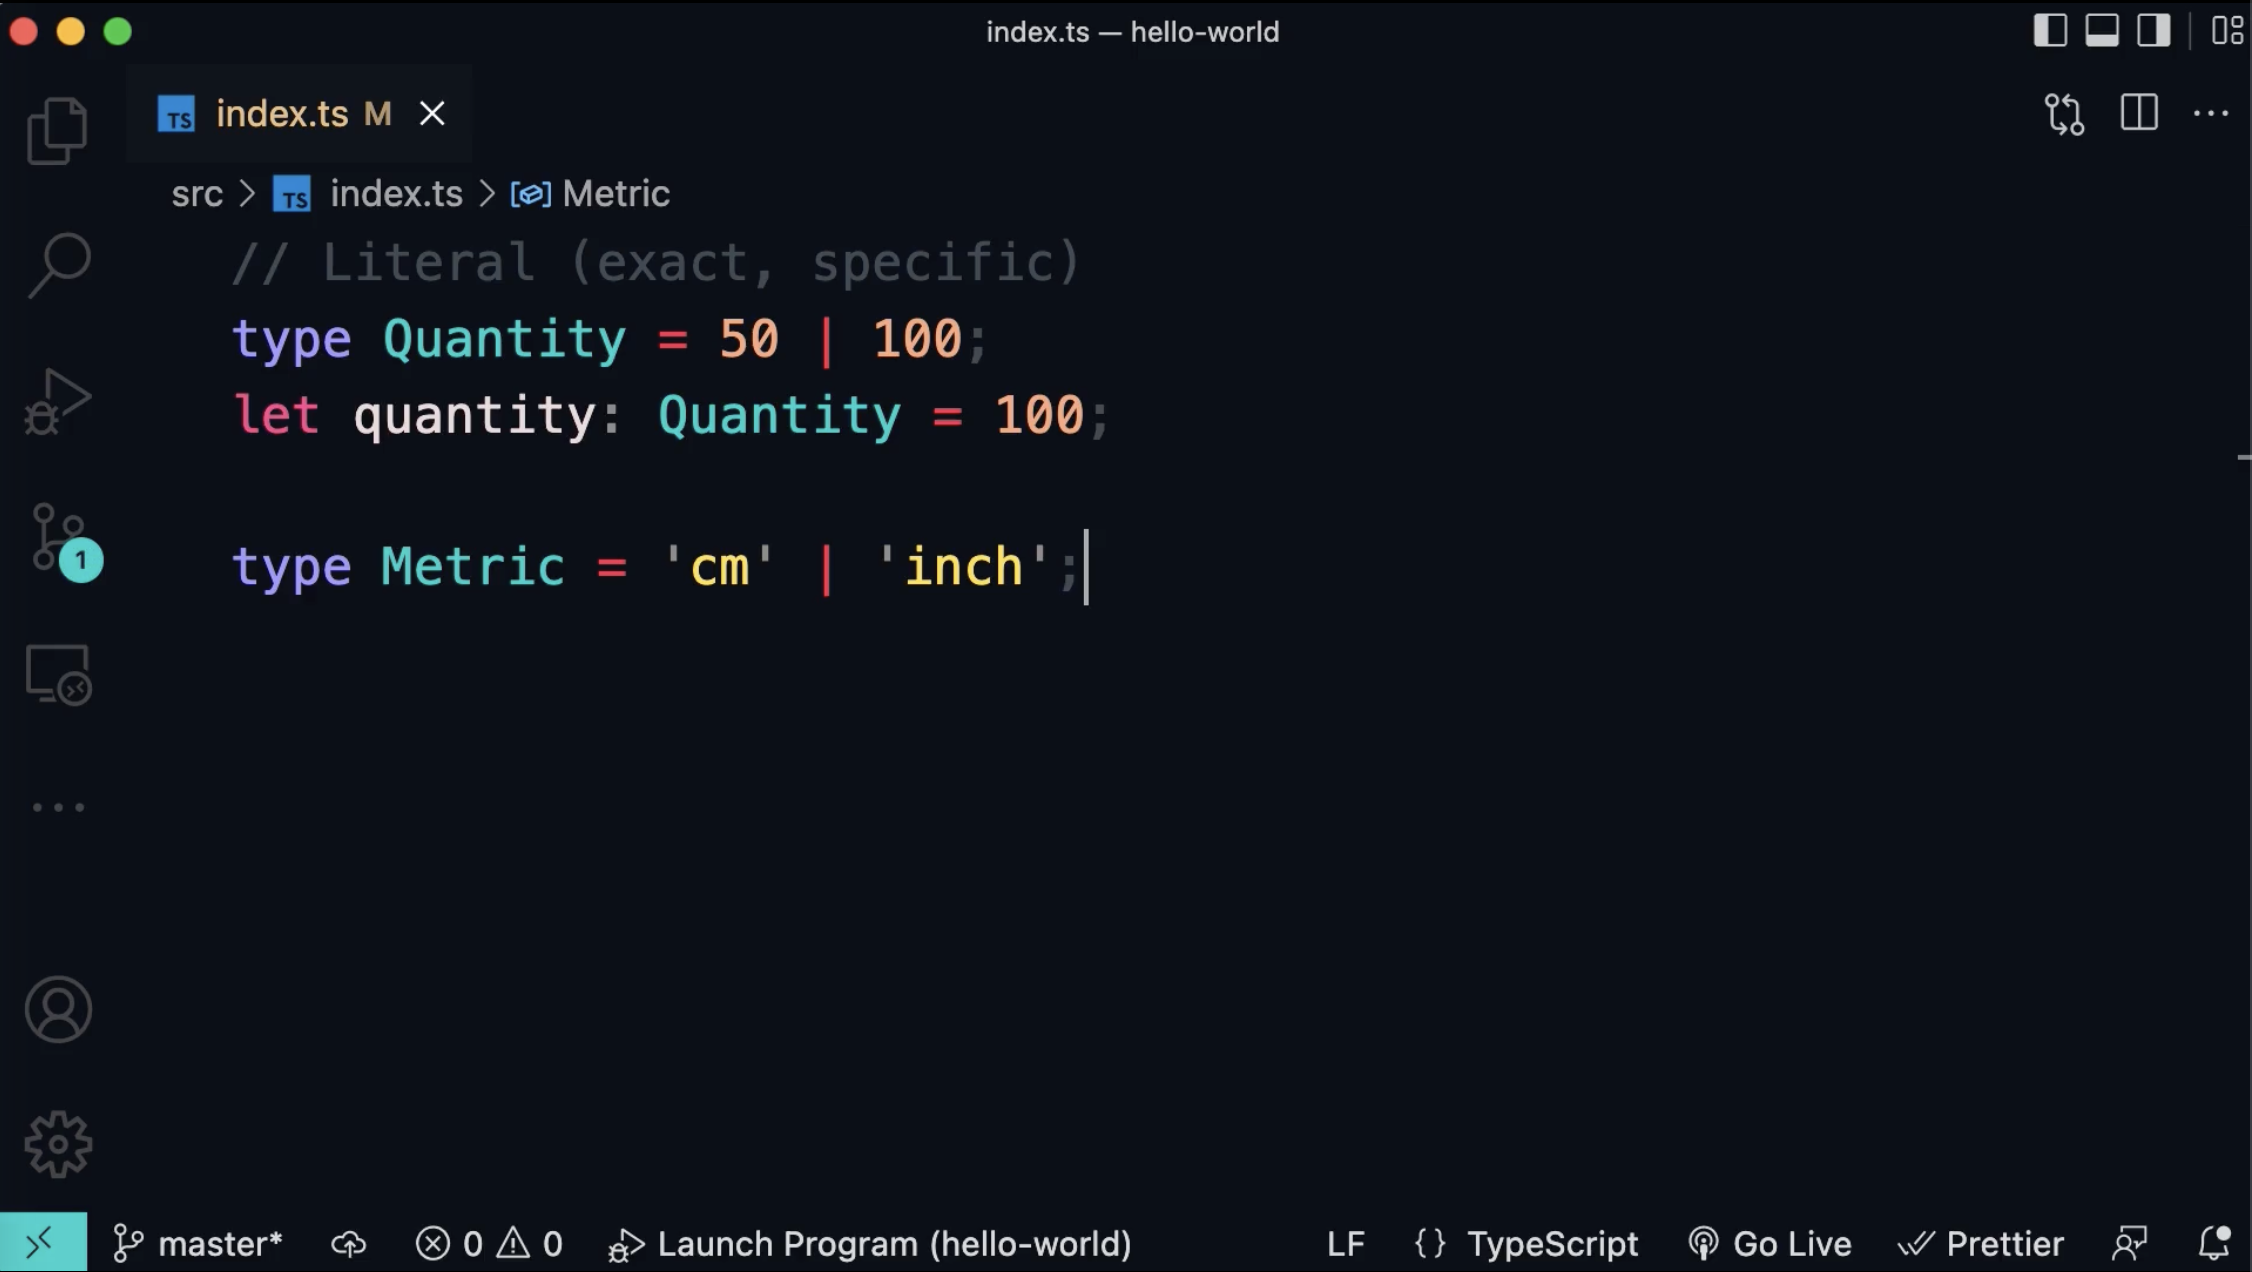 index.ts — hello-world
TS index.ts M
src > TS index.ts > Metric
// Literal (exact, specific)
type Quantity = 50 | 100;
let quantity: Quantity = 100;
type Metric = 'cm' | 'inch';
1
master* 0 0 Launch Program (hello-world) LF {} TypeScript Go Live Prettier